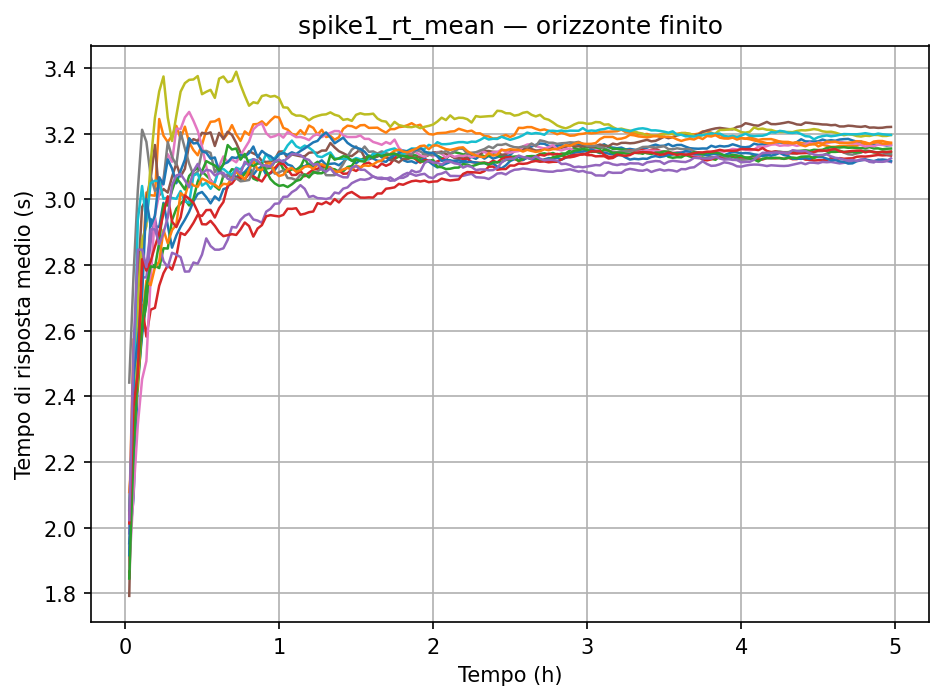 spike1_rt_mean — orizzonte finito
Tempo di risposta medio (s)
3.4
3.2
3.0
2.8
2.6
2.4
2.2
2.0
1.8
0 1 2 3 4 5
Tempo (h)